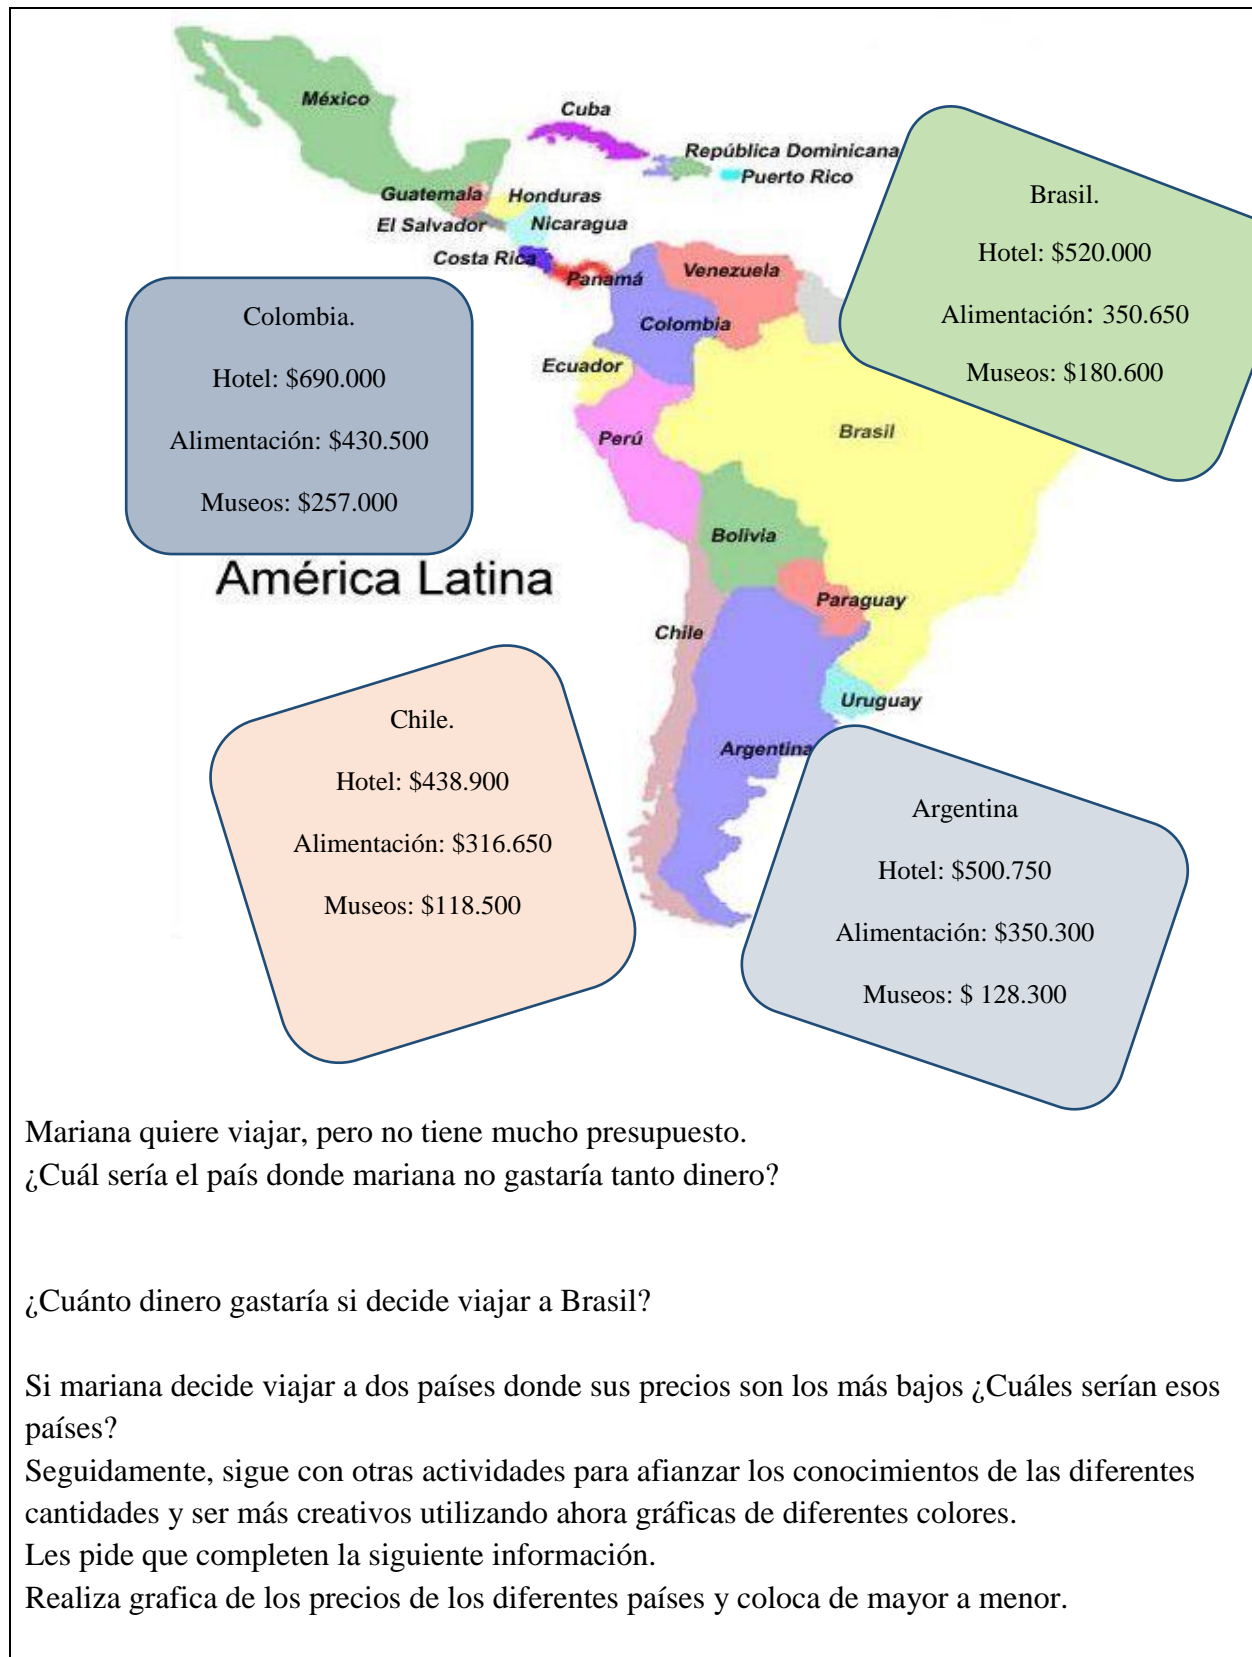 México
Cuba
República Dominicana
Puerto Rico
Guatemala
Honduras
El Salvador
Nicaragua
Costa Rica
Panamá
Venezuela
Colombia
Ecuador
Perú
Brasil
Bolivia
Paraguay
Chile
Uruguay
Argentina
América Latina
Brasil.
Hotel: $520.000
Alimentación: 350.650
Museos: $180.600
Colombia.
Hotel: $690.000
Alimentación: $430.500
Museos: $257.000
Chile.
Hotel: $438.900
Alimentación: $316.650
Museos: $118.500
Argentina
Hotel: $500.750
Alimentación: $350.300
Museos: $ 128.300
Mariana quiere viajar, pero no tiene mucho presupuesto.
¿Cuál sería el país donde mariana no gastaría tanto dinero?
¿Cuánto dinero gastaría si decide viajar a Brasil?
Si mariana decide viajar a dos países donde sus precios son los más bajos ¿Cuáles serían esos
países?
Seguidamente, sigue con otras actividades para afianzar los conocimientos de las diferentes
cantidades y ser más creativos utilizando ahora gráficas de diferentes colores.
Les pide que completen la siguiente información.
Realiza grafica de los precios de los diferentes países y coloca de mayor a menor.